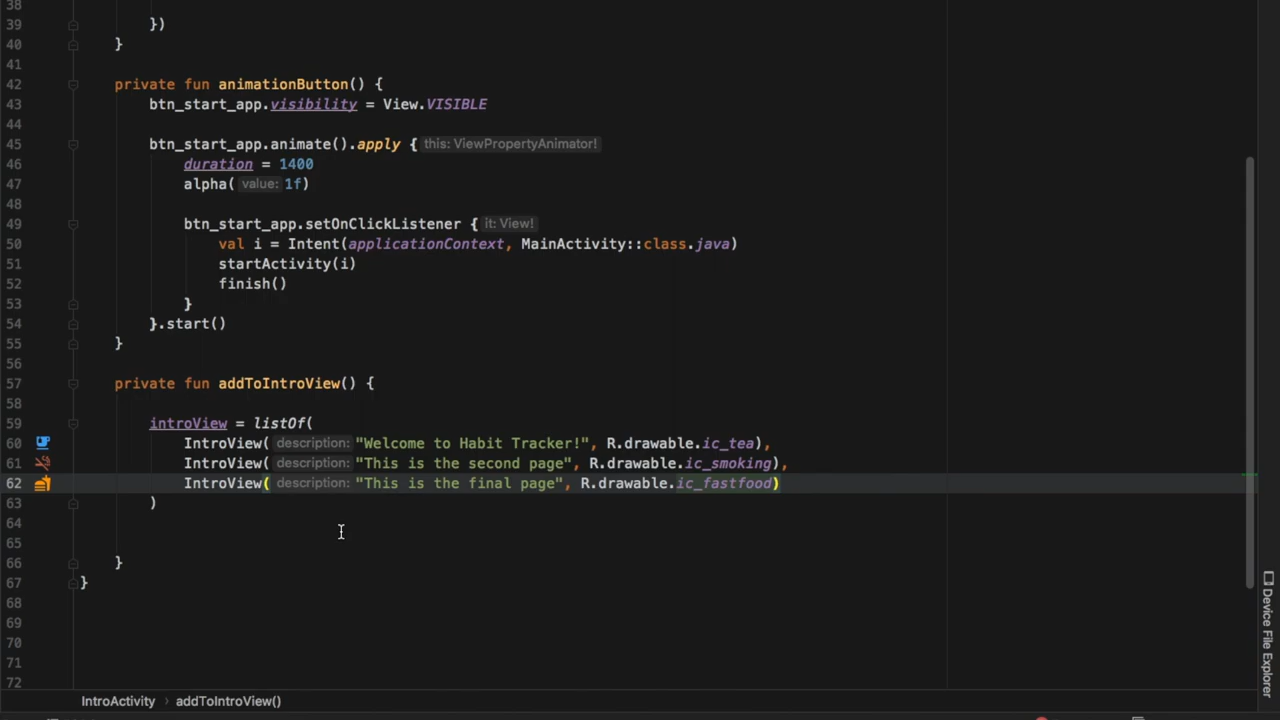 38
39 })
40 }
41
42 private fun animationButton() {
43 btn_start_app.visibility = View.VISIBLE
44
45 btn_start_app.animate().apply { this: ViewPropertyAnimator!
46 duration = 1400
47 alpha( value: 1f)
48
49 btn_start_app.setOnClickListener { it: View!
50 val i = Intent(applicationContext, MainActivity::class.java)
51 startActivity(i)
52 finish()
53 }
54 }.start()
55 }
56
57 private fun addToIntroView() {
58
59 introView = listOf(
60 IntroView( description: "Welcome to Habit Tracker!", R.drawable.ic_tea),
61 IntroView( description: "This is the second page", R.drawable.ic_smoking),
62 IntroView( description: "This is the final page", R.drawable.ic_fastfood)
63 )
64
65
66 }
67 }
68
69
70
71
72
Device File Explorer
IntroActivity › addToIntroView()